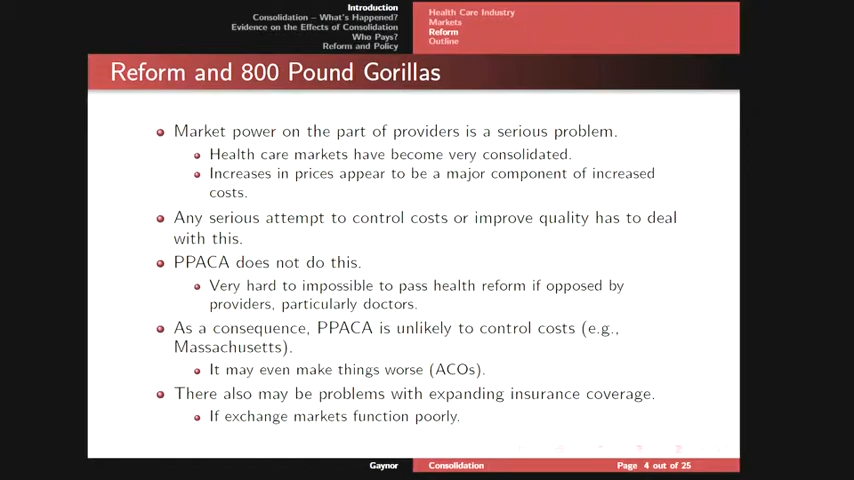 Introduction
Consolidation – What's Happened?
Evidence on the Effects of Consolidation
Who Pays?
Reform and Policy
Health Care Industry
Markets
Reform
Outline
Reform and 800 Pound Gorillas
Market power on the part of providers is a serious problem.
Health care markets have become very consolidated.
Increases in prices appear to be a major component of increased
costs.
Any serious attempt to control costs or improve quality has to deal
with this.
PPACA does not do this.
Very hard to impossible to pass health reform if opposed by
providers, particularly doctors.
As a consequence, PPACA is unlikely to control costs (e.g.,
Massachusetts).
It may even make things worse (ACOs).
There also may be problems with expanding insurance coverage.
If exchange markets function poorly.
Gaynor
Consolidation
Page 4 out of 25